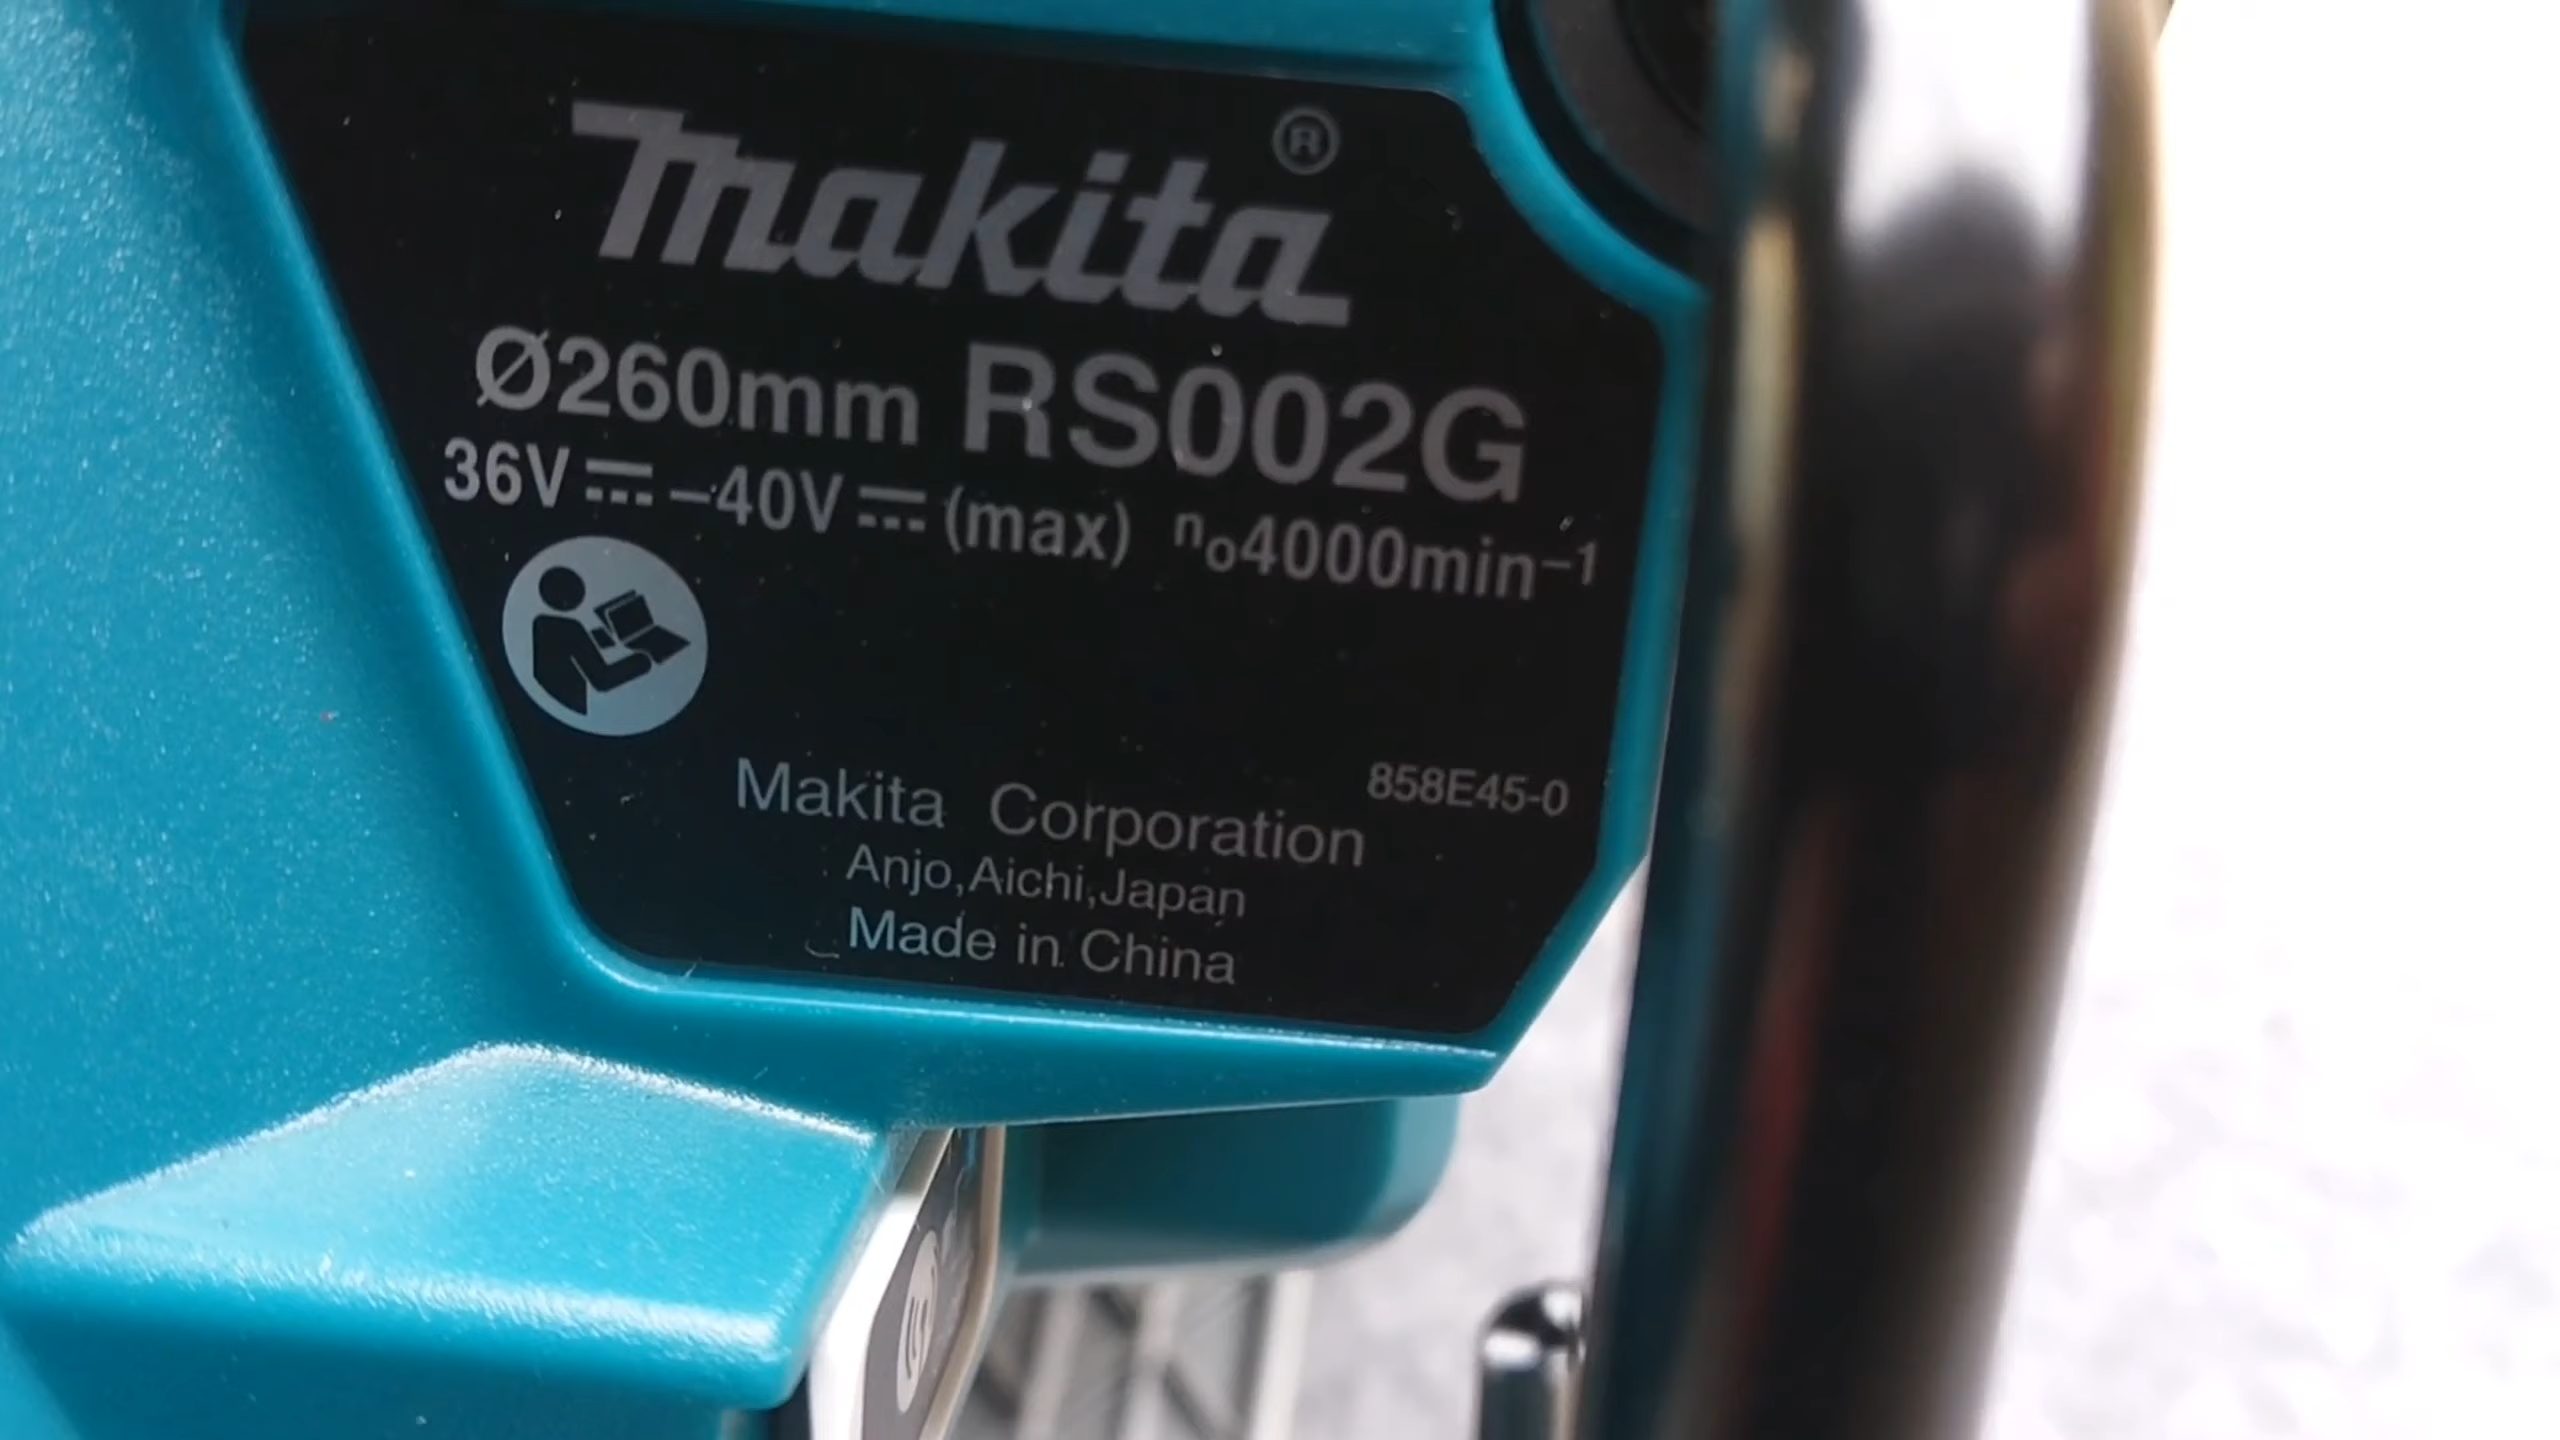 makita®
Ø260mm RS002G
36V⎓–40V⎓(max) n₀4000min⁻¹
858E45-0
Makita Corporation
Anjo,Aichi,Japan
Made in China